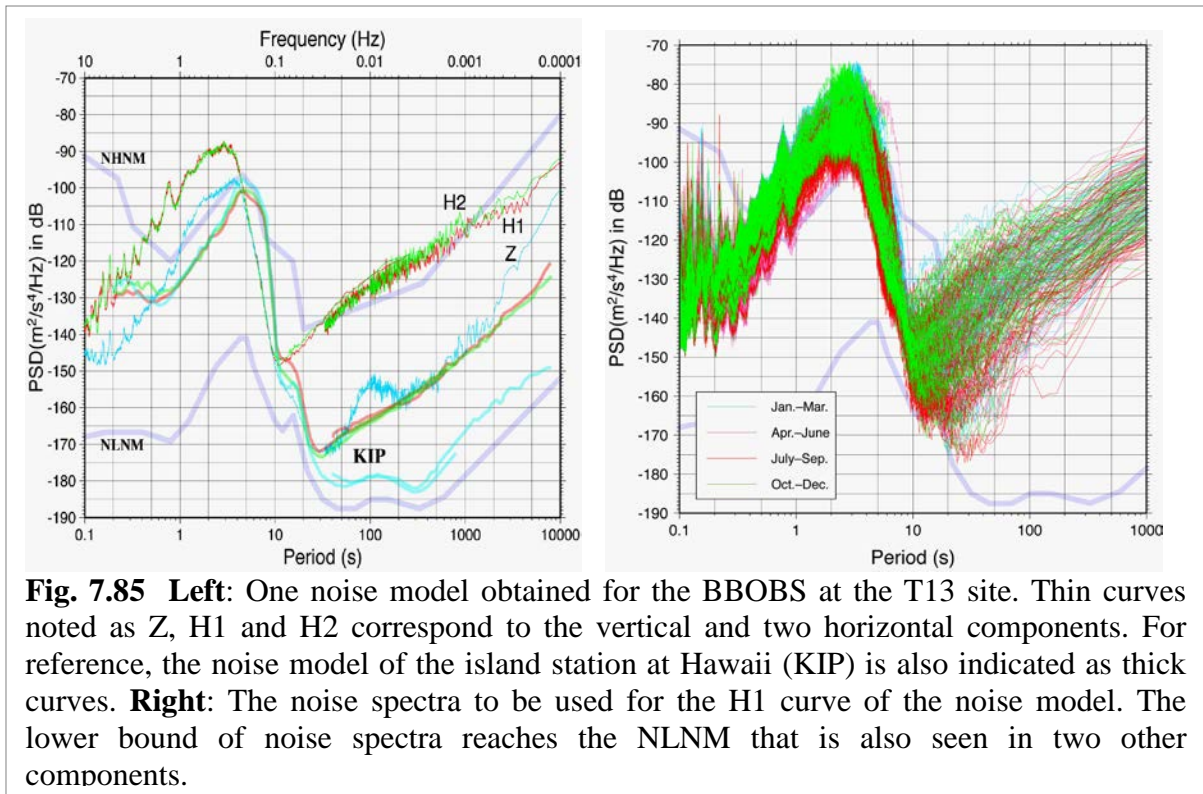 Frequency (Hz)
10 1 0.1 0.01 0.001 0.0001
-70
-80
-90
-100
-110
-120
-130
-140
-150
-160
-170
-180
-190
PSD(m²/s⁴/Hz) in dB
NHNM
H2
H1
Z
KIP
NLNM
0.1 1 10 100 1000 10000
Period (s)
-70
-80
-90
-100
-110
-120
-130
-140
-150
-160
-170
-180
-190
PSD(m²/s⁴/Hz) in dB
Jan.–Mar.
Apr.–June
July–Sep.
Oct.–Dec.
0.1 1 10 100 1000
Period (s)
Fig. 7.85 Left: One noise model obtained for the BBOBS at the T13 site. Thin curves
noted as Z, H1 and H2 correspond to the vertical and two horizontal components. For
reference, the noise model of the island station at Hawaii (KIP) is also indicated as thick
curves. Right: The noise spectra to be used for the H1 curve of the noise model. The
lower bound of noise spectra reaches the NLNM that is also seen in two other
components.